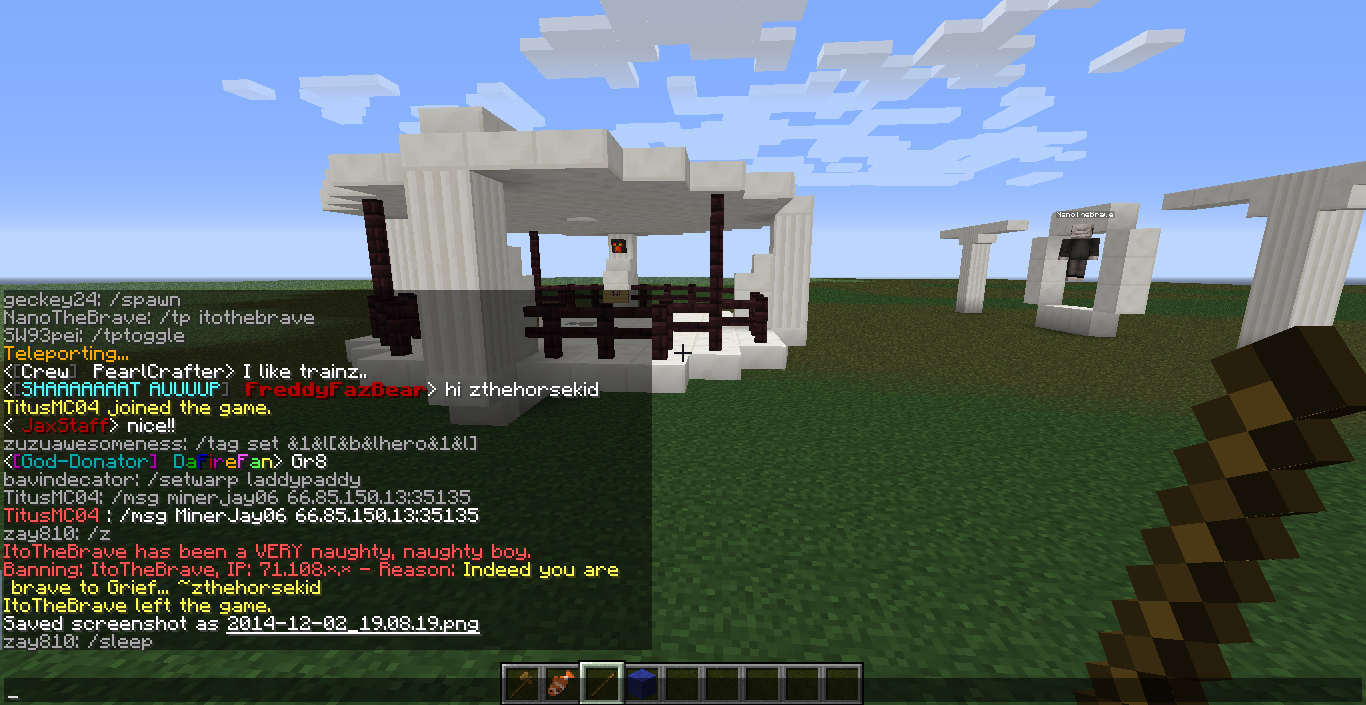 NanoTheBrave
geckey24: /spawn
NanoTheBrave: /tp itothebrave
SW93pei: /tptoggle
Teleporting...
<[Crew] PearlCrafter> I like trainz..
<[SHAAAAAAAT AUUUUP] FreddyFazBear> hi zthehorsekid
TitusMC04 joined the game.
< JaxStaff> nice!!
zuzuawesomeness: /tag set &1&l[&b&lhero&1&l]
<[God-Donator] DaFireFan> Gr8
bavindecator: /setwarp laddypaddy
TitusMC04: /msg minerjay06 66.85.150.13:35135
TitusMC04 : /msg MinerJay06 66.85.150.13:35135
zay810: /z
ItoTheBrave has been a VERY naughty, naughty boy.
Banning: ItoTheBrave, IP: 71.108.*.* - Reason: Indeed you are
brave to Grief... ~zthehorsekid
ItoTheBrave left the game.
Saved screenshot as 2014-12-02_19.08.19.png
zay810: /sleep
_